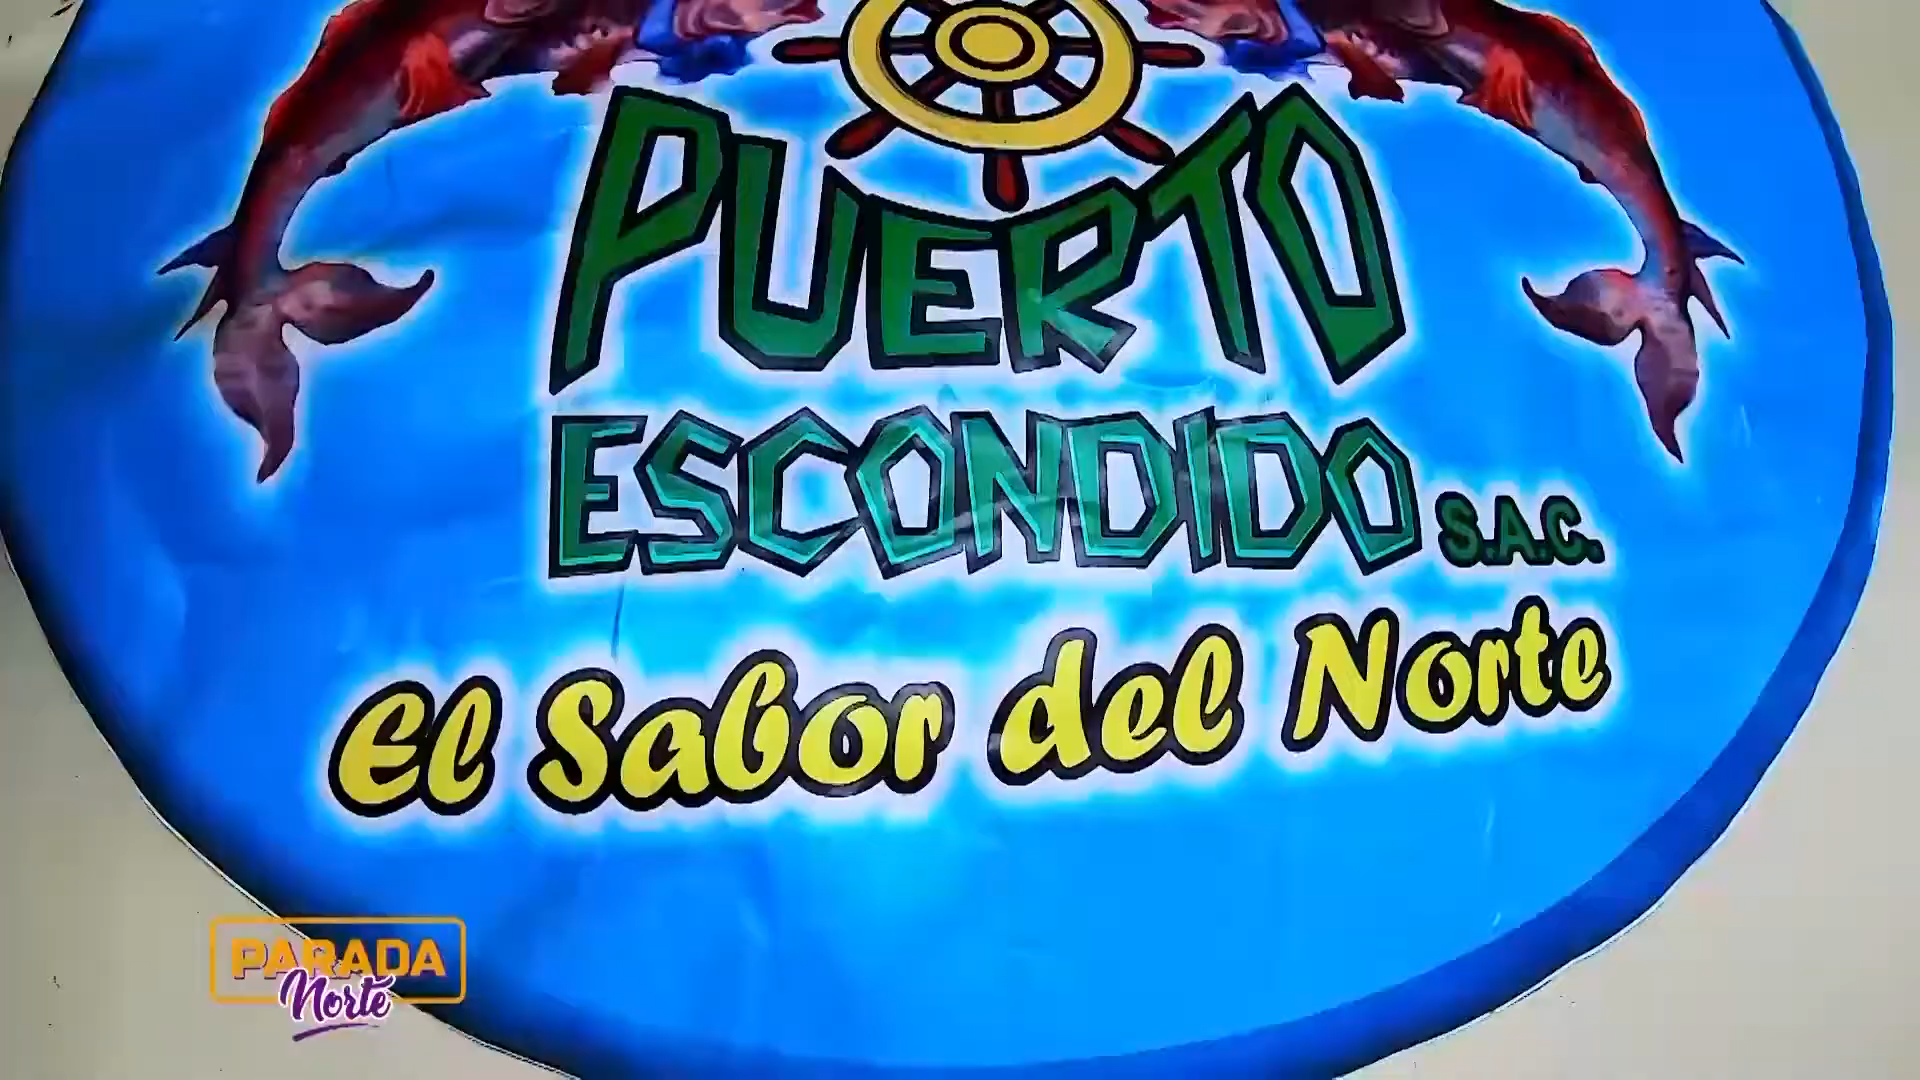 PUERTO
ESCONDIDO S.A.C.
El Sabor del Norte
PARADA
Norte